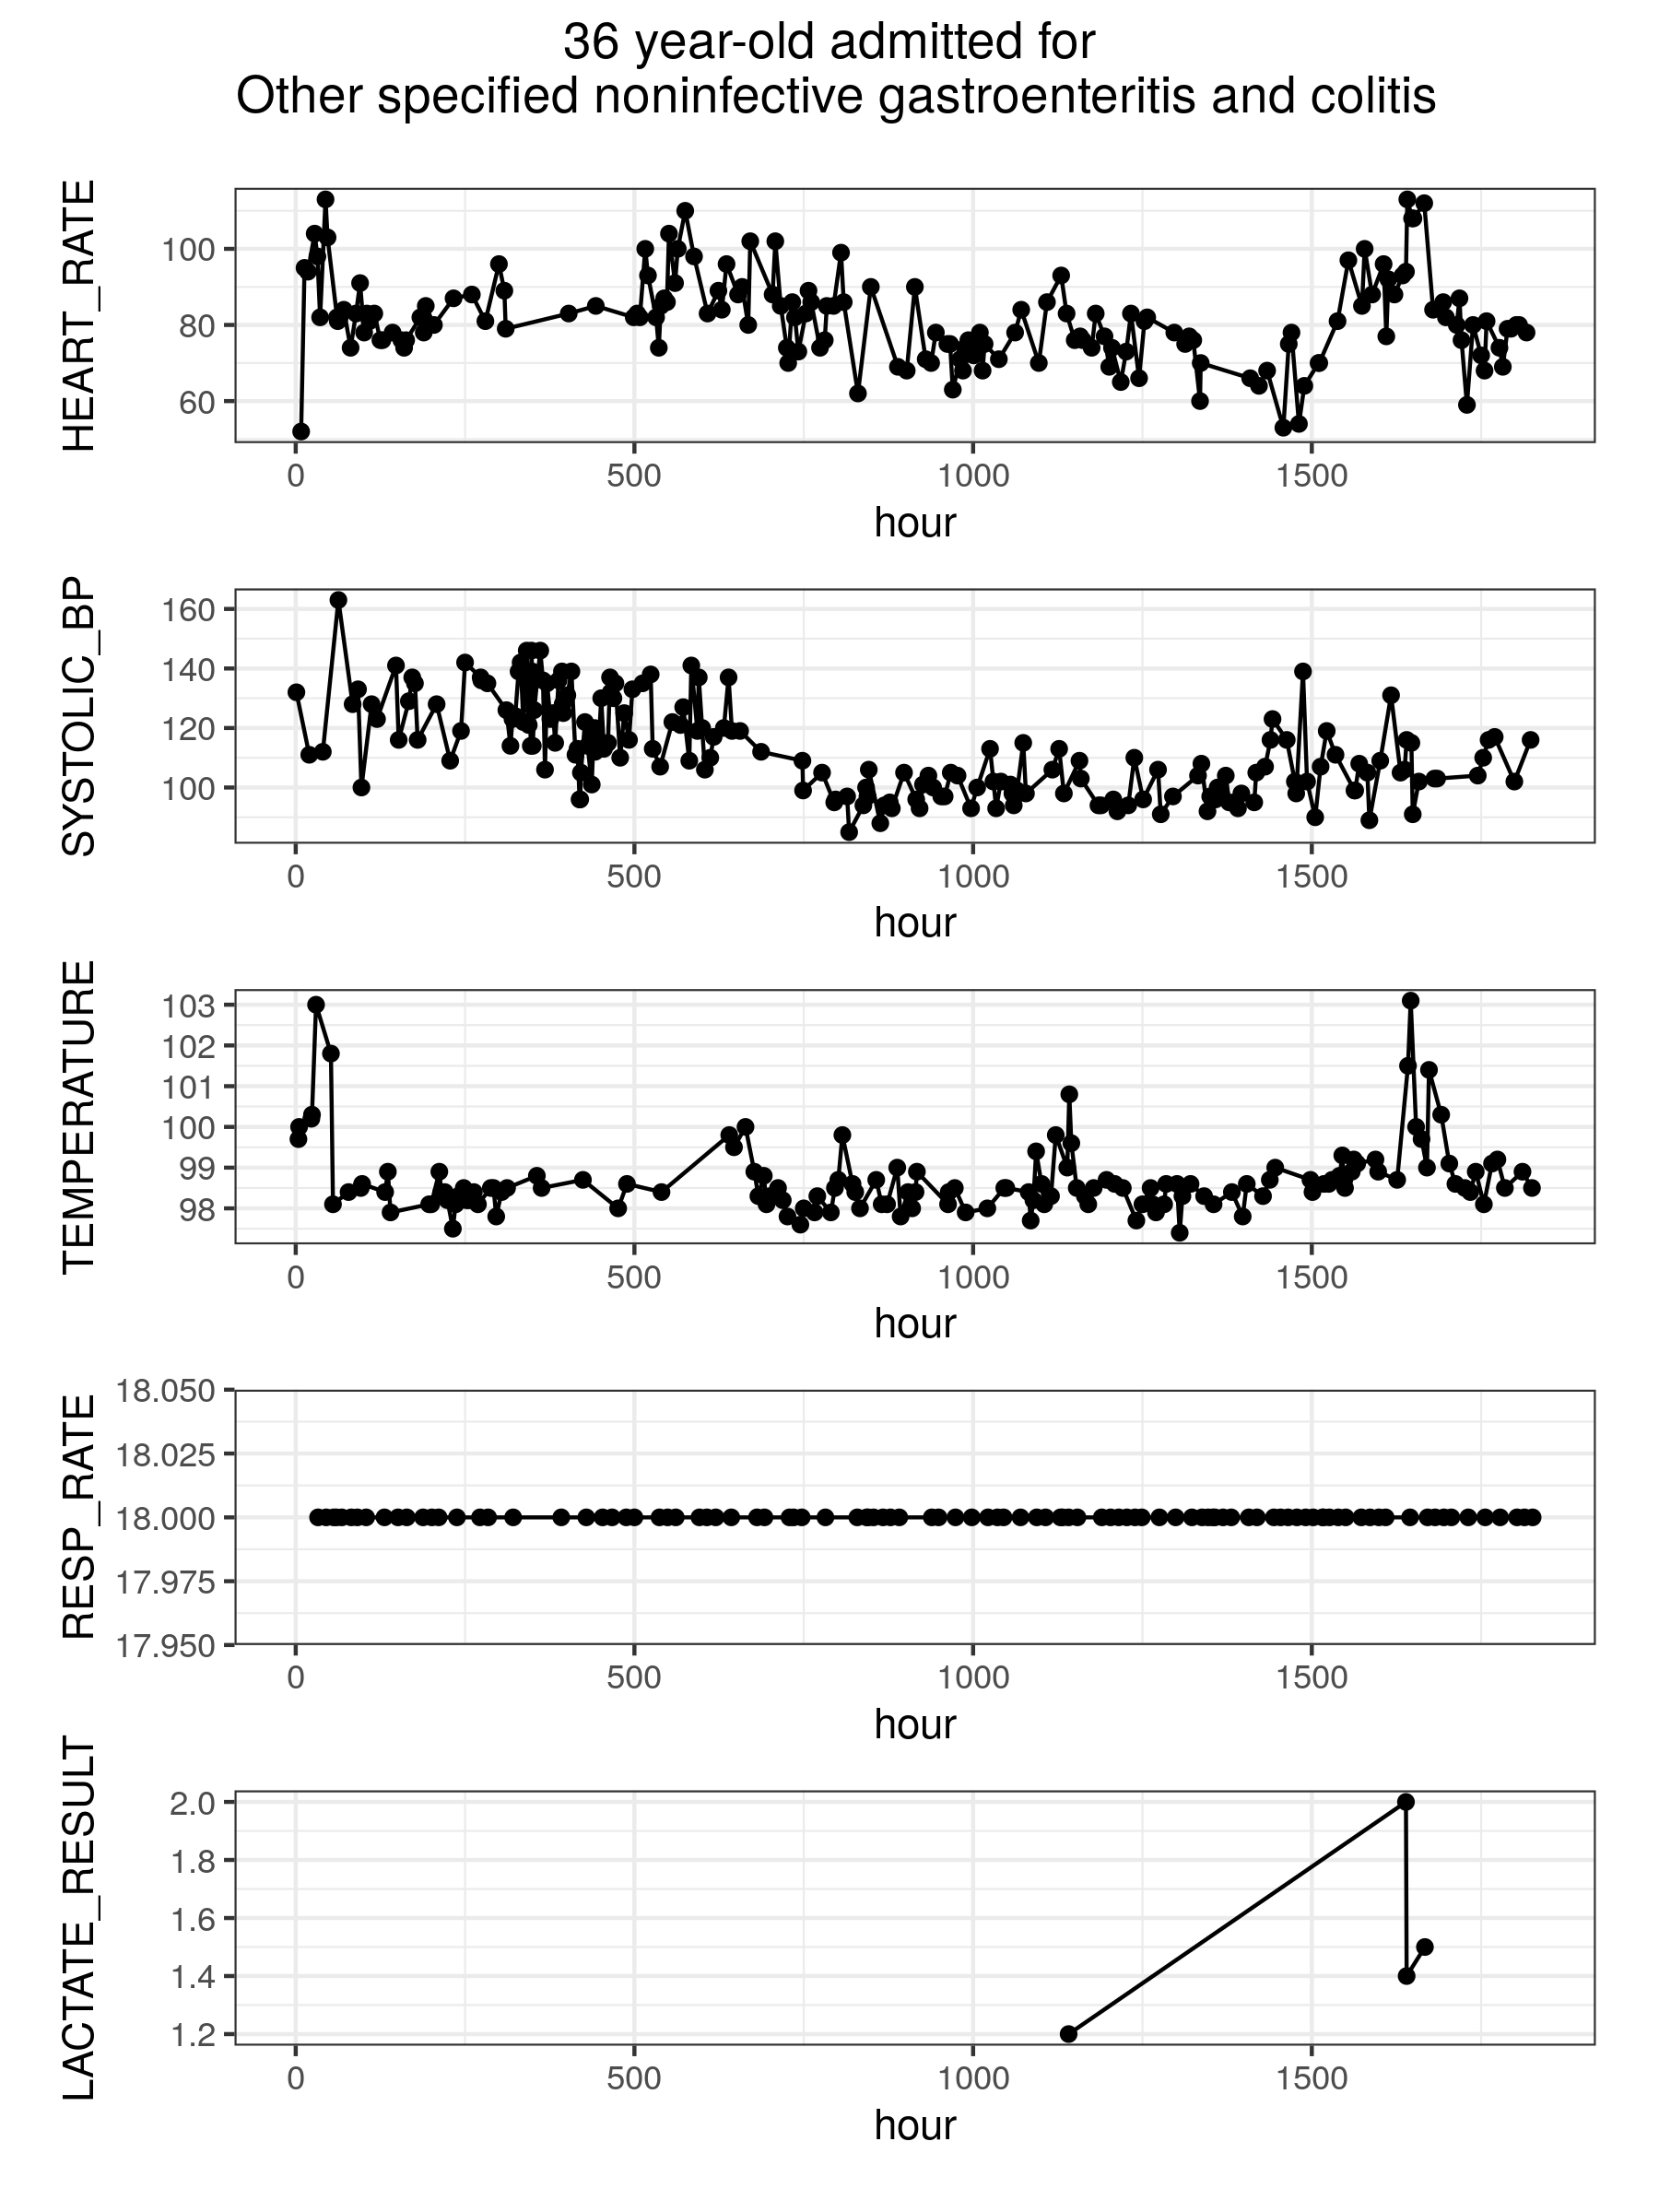 36 year-old admitted for
Other specified noninfective gastroenteritis and colitis
HEART_RATE
100
80
60
0 500 1000 1500
hour
SYSTOLIC_BP
160
140
120
100
0 500 1000 1500
hour
TEMPERATURE
103
102
101
100
99
98
0 500 1000 1500
hour
RESP_RATE
18.050
18.025
18.000
17.975
17.950
0 500 1000 1500
hour
LACTATE_RESULT
2.0
1.8
1.6
1.4
1.2
0 500 1000 1500
hour